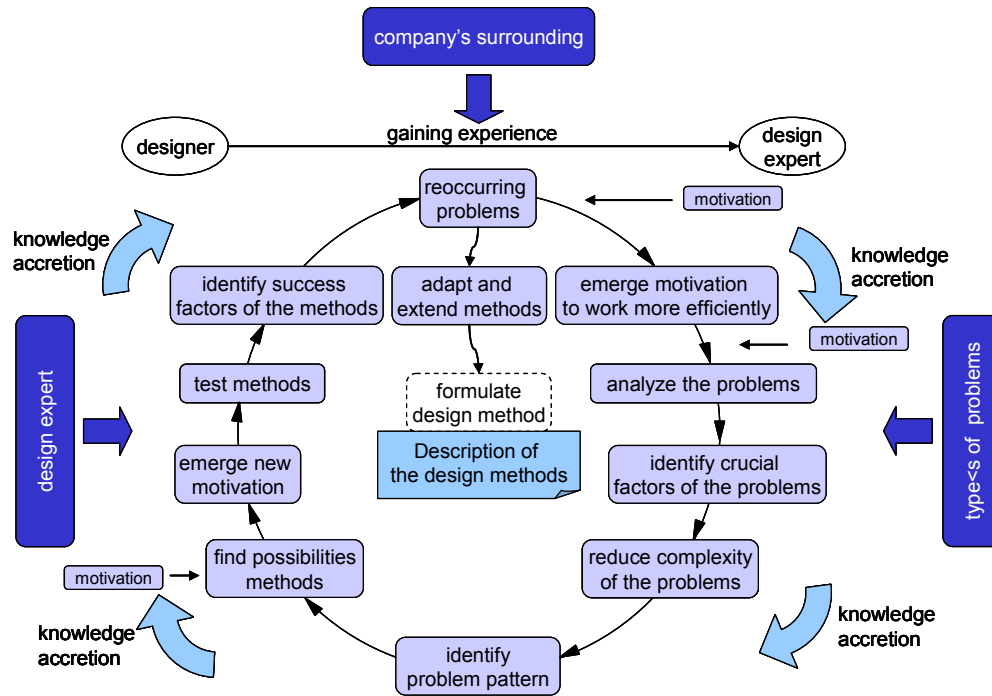 company's surrounding
gaining experience
designer
design
expert
reoccurring
problems
motivation
knowledge
accretion
knowledge
accretion
identify success
factors of the methods
adapt and
extend methods
emerge motivation
to work more efficiently
motivation
test methods
formulate
design method
analyze the problems
design expert
type<s of problems
Description of
the design methods
emerge new
motivation
identify crucial
factors of the problems
find possibilities
methods
reduce complexity
of the problems
motivation
knowledge
accretion
knowledge
accretion
identify
problem pattern